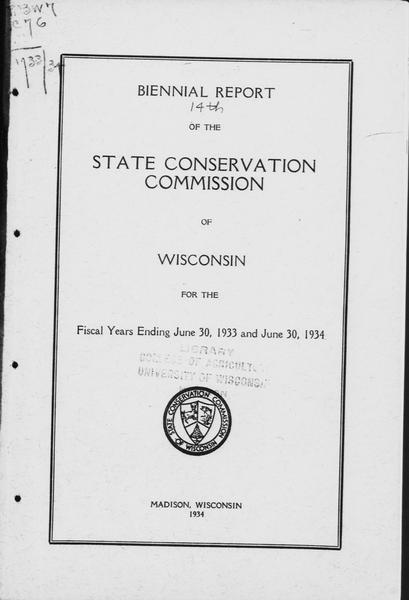 BIENNIAL REPORT
14th
OF THE
STATE CONSERVATION
COMMISSION
OF
WISCONSIN
FOR THE
Fiscal Years Ending June 30, 1933 and June 30, 1934
LIBRARY
COLLEGE OF AGRICULTURE
UNIVERSITY OF WISCONSIN
STATE CONSERVATION COMMISSION
OF WISCONSIN
MADISON, WISCONSIN
1934